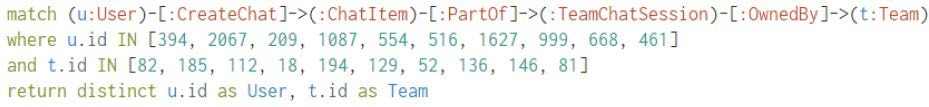 match (u:User)-[:CreateChat]->(:ChatItem)-[:PartOf]->(:TeamChatSession)-[:OwnedBy]->(t:Team)
where u.id IN [394, 2067, 209, 1087, 554, 516, 1627, 999, 668, 461]
and t.id IN [82, 185, 112, 18, 194, 129, 52, 136, 146, 81]
return distinct u.id as User, t.id as Team